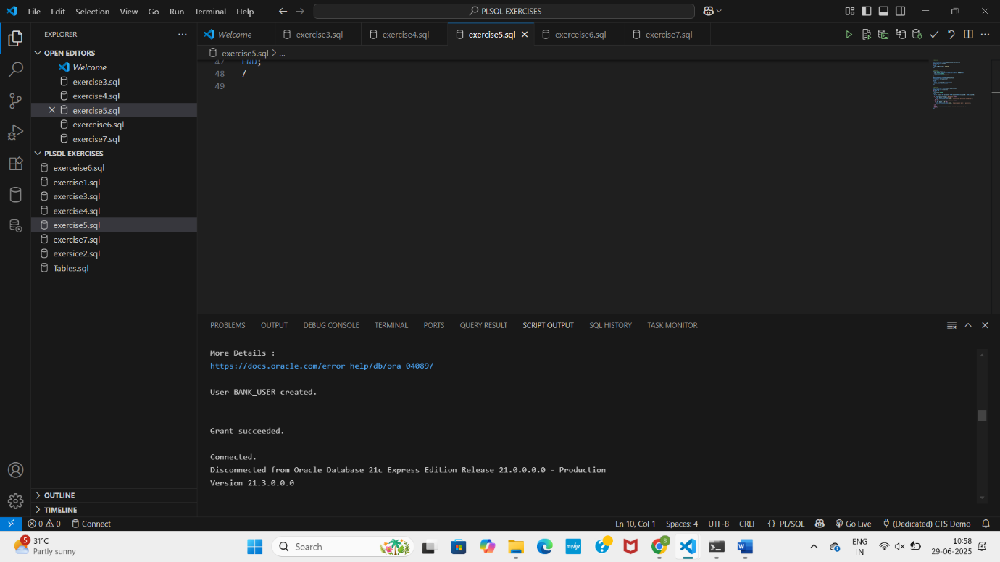 File Edit Selection View Go Run Terminal Help
PLSQL EXERCISES
EXPLORER
Welcome
exercise3.sql
exercise4.sql
exercise5.sql
exerceise6.sql
exercise7.sql
OPEN EDITORS
Welcome
exercise3.sql
exercise4.sql
exercise5.sql
exerceise6.sql
exercise7.sql
PLSQL EXERCISES
exerceise6.sql
exercise1.sql
exercise3.sql
exercise4.sql
exercise5.sql
exercise7.sql
exersice2.sql
Tables.sql
OUTLINE
TIMELINE
exercise5.sql > ...
47 END;
48 /
49
PROBLEMS OUTPUT DEBUG CONSOLE TERMINAL PORTS QUERY RESULT SCRIPT OUTPUT SQL HISTORY TASK MONITOR
More Details :
https://docs.oracle.com/error-help/db/ora-04089/
User BANK_USER created.
Grant succeeded.
Connected.
Disconnected from Oracle Database 21c Express Edition Release 21.0.0.0.0 - Production
Version 21.3.0.0.0
0 0 Connect
Ln 10, Col 1 Spaces: 4 UTF-8 CRLF {} PL/SQL Go Live (Dedicated) CTS Demo
5
31°C
Partly sunny
Search
myhp
S
ENG
IN
10:58
29-06-2025